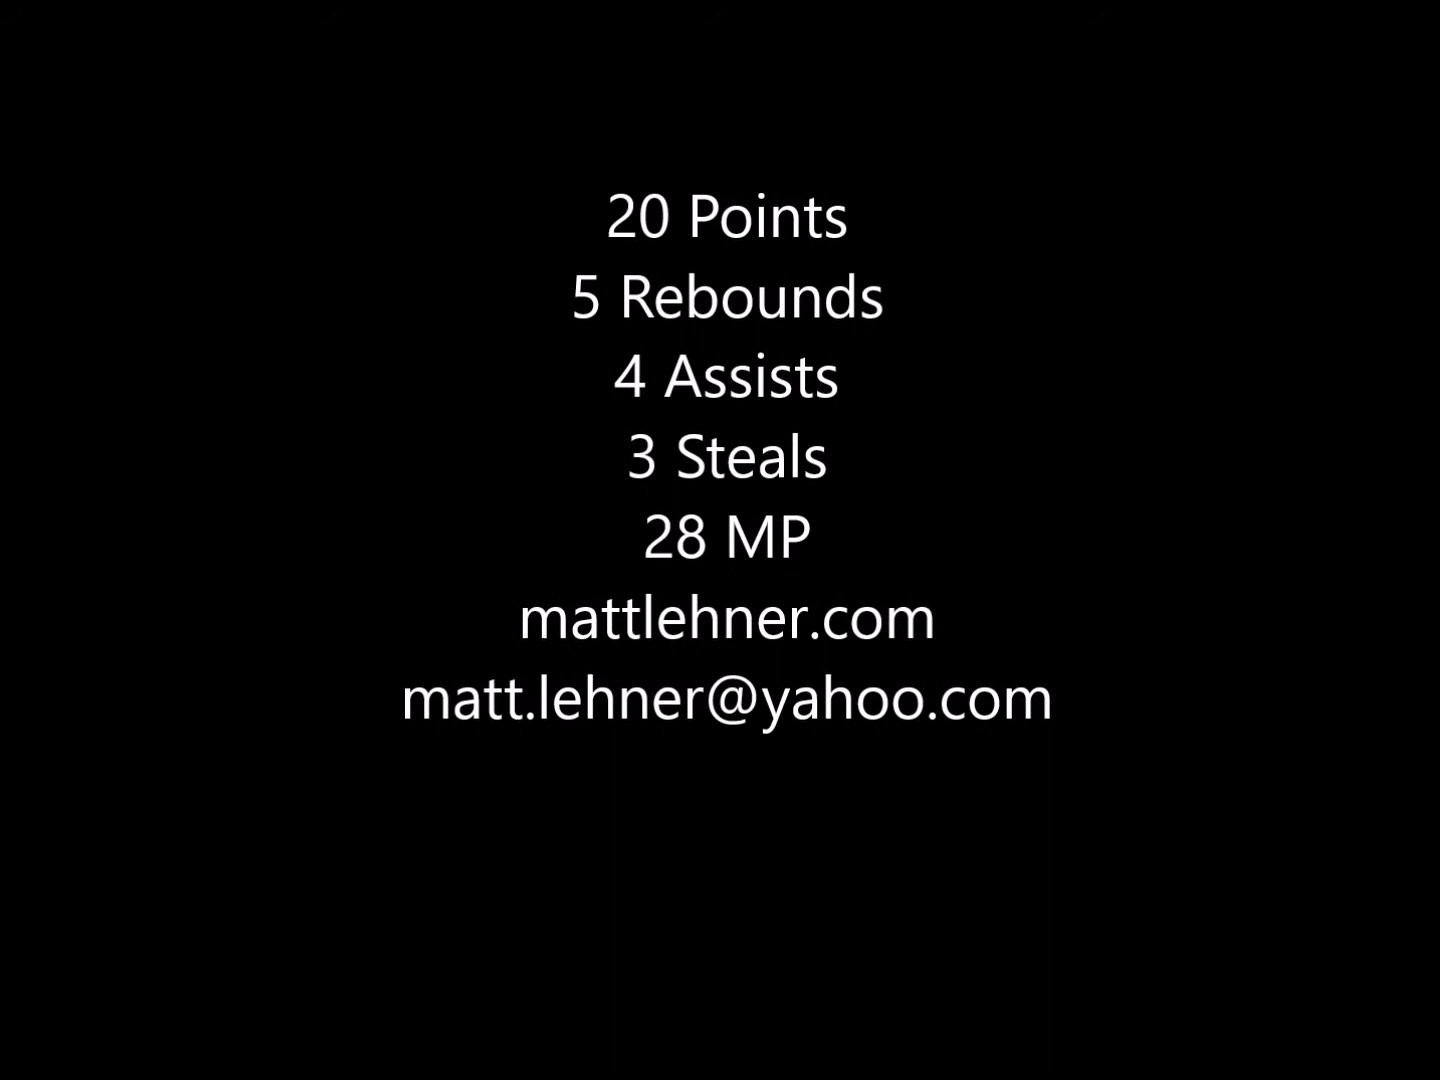 20 Points
5 Rebounds
4 Assists
3 Steals
28 MP
mattlehner.com
matt.lehner@yahoo.com